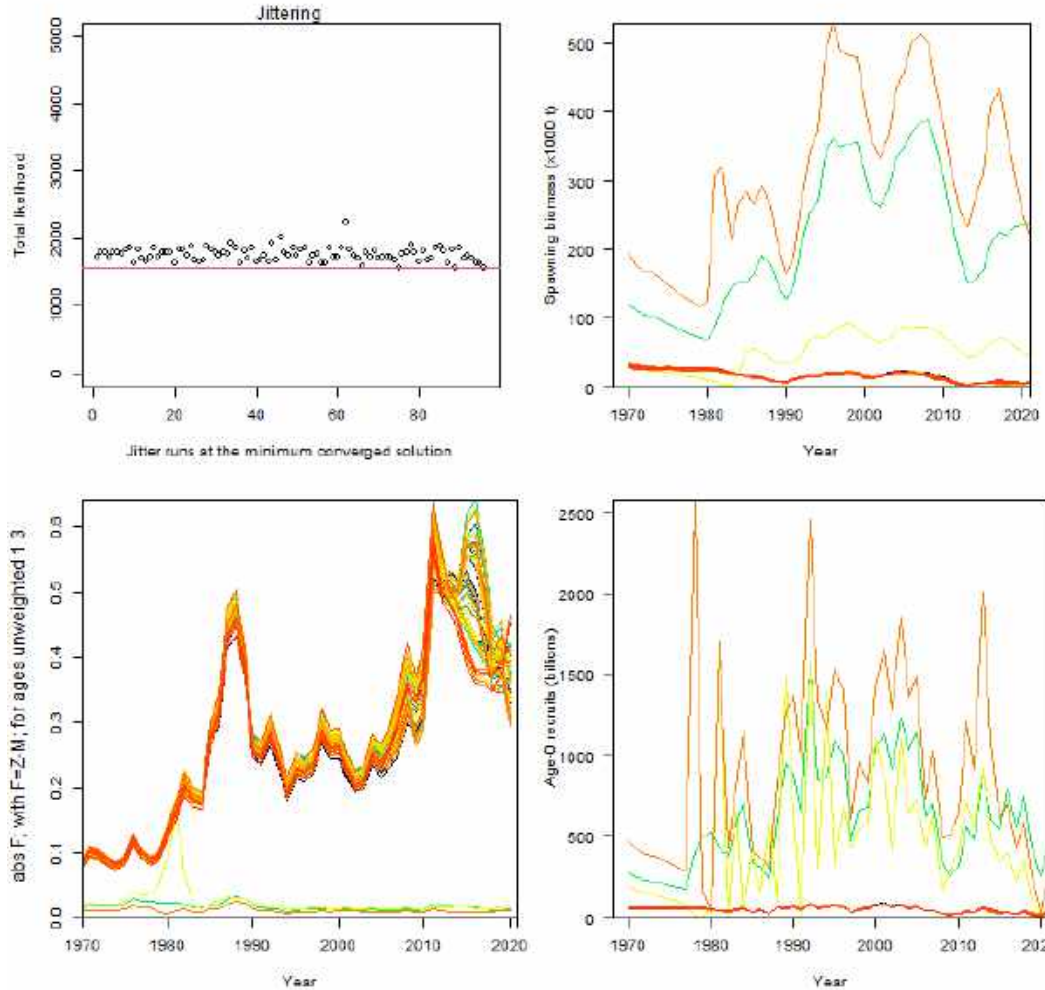 Jittering
Total likelihood
5000
4000
3000
2000
1000
0
0 20 40 60 80
Jitter runs at the minimum converged solution
Spawning biomass (x1000 t)
500
400
300
200
100
0
1970 1980 1990 2000 2010 2020
Year
abs F; with F=Z-M; for ages unweighted 1 3
0.6
0.5
0.4
0.3
0.2
0.1
0.0
1970 1980 1990 2000 2010 2020
Year
Age-0 recruits (billions)
2500
2000
1500
1000
500
0
1970 1980 1990 2000 2010 202
Year